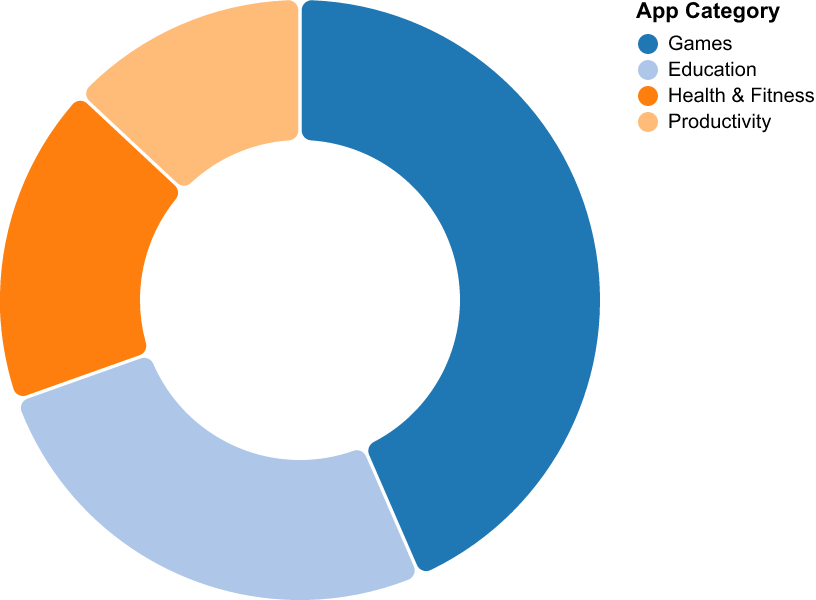 App Category
Games
Education
Health & Fitness
Productivity